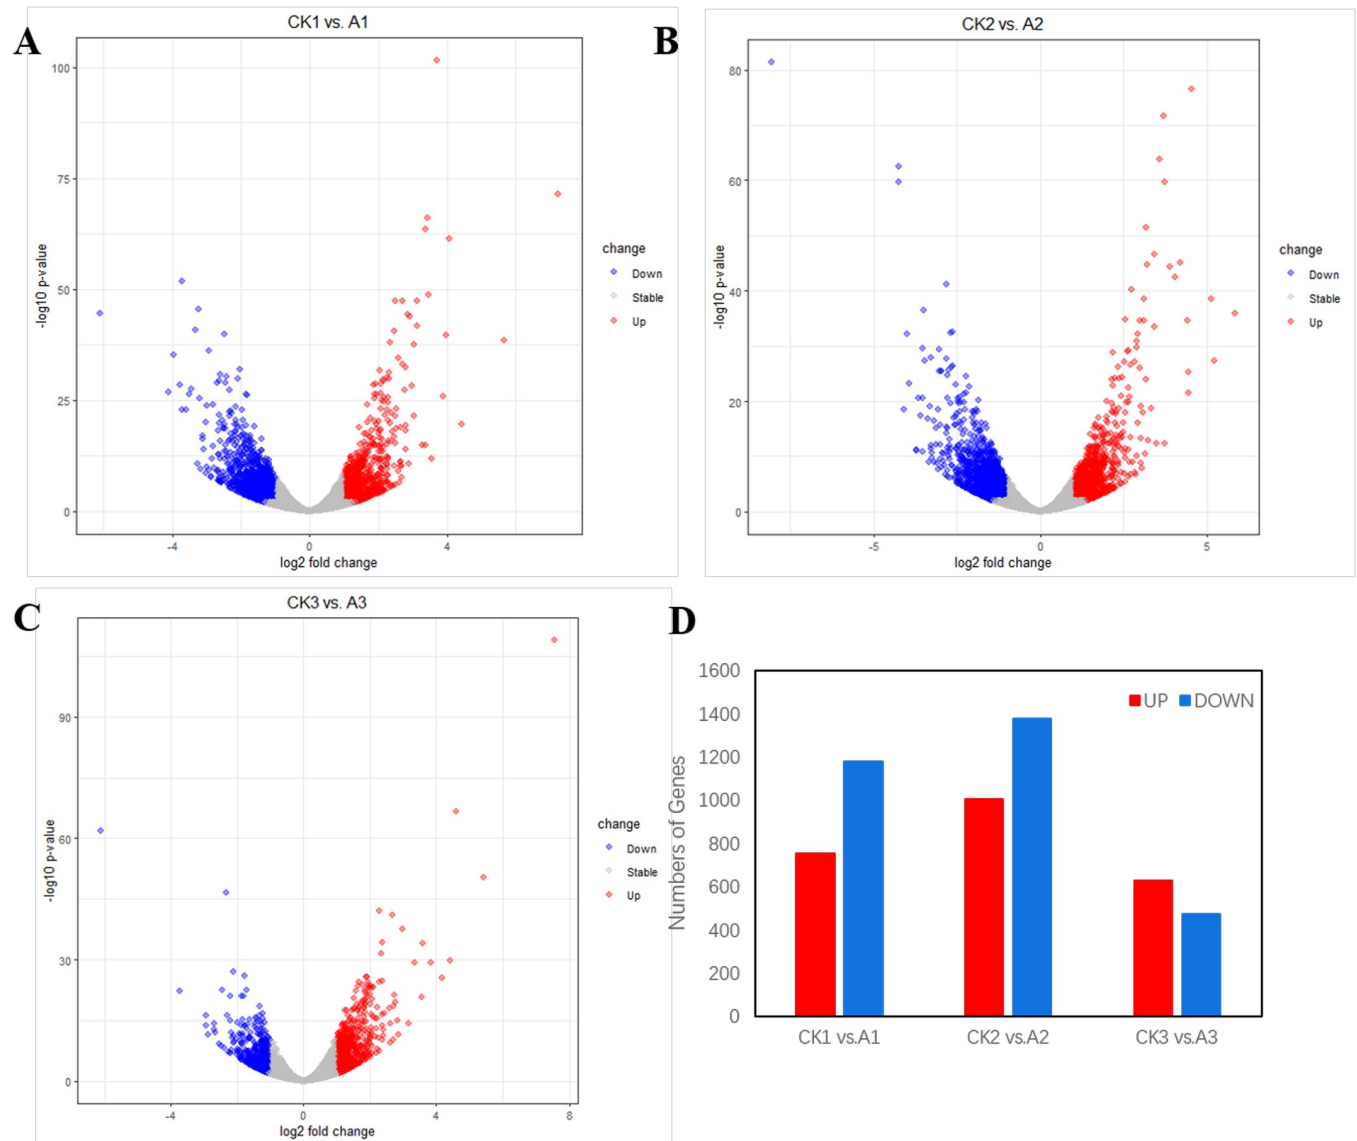 A
CK1 vs. A1
100
75
50
25
0
-log10 p-value
-4
0
4
log2 fold change
change
Down
Stable
Up
B
CK2 vs. A2
80
60
40
20
0
-log10 p-value
-5
0
5
log2 fold change
change
Down
Stable
Up
C
CK3 vs. A3
90
60
30
0
-log10 p-value
-4
0
4
8
log2 fold change
change
Down
Stable
Up
D
1600
1400
1200
1000
800
600
400
200
0
Numbers of Genes
UP DOWN
CK1 vs.A1 CK2 vs.A2 CK3 vs.A3